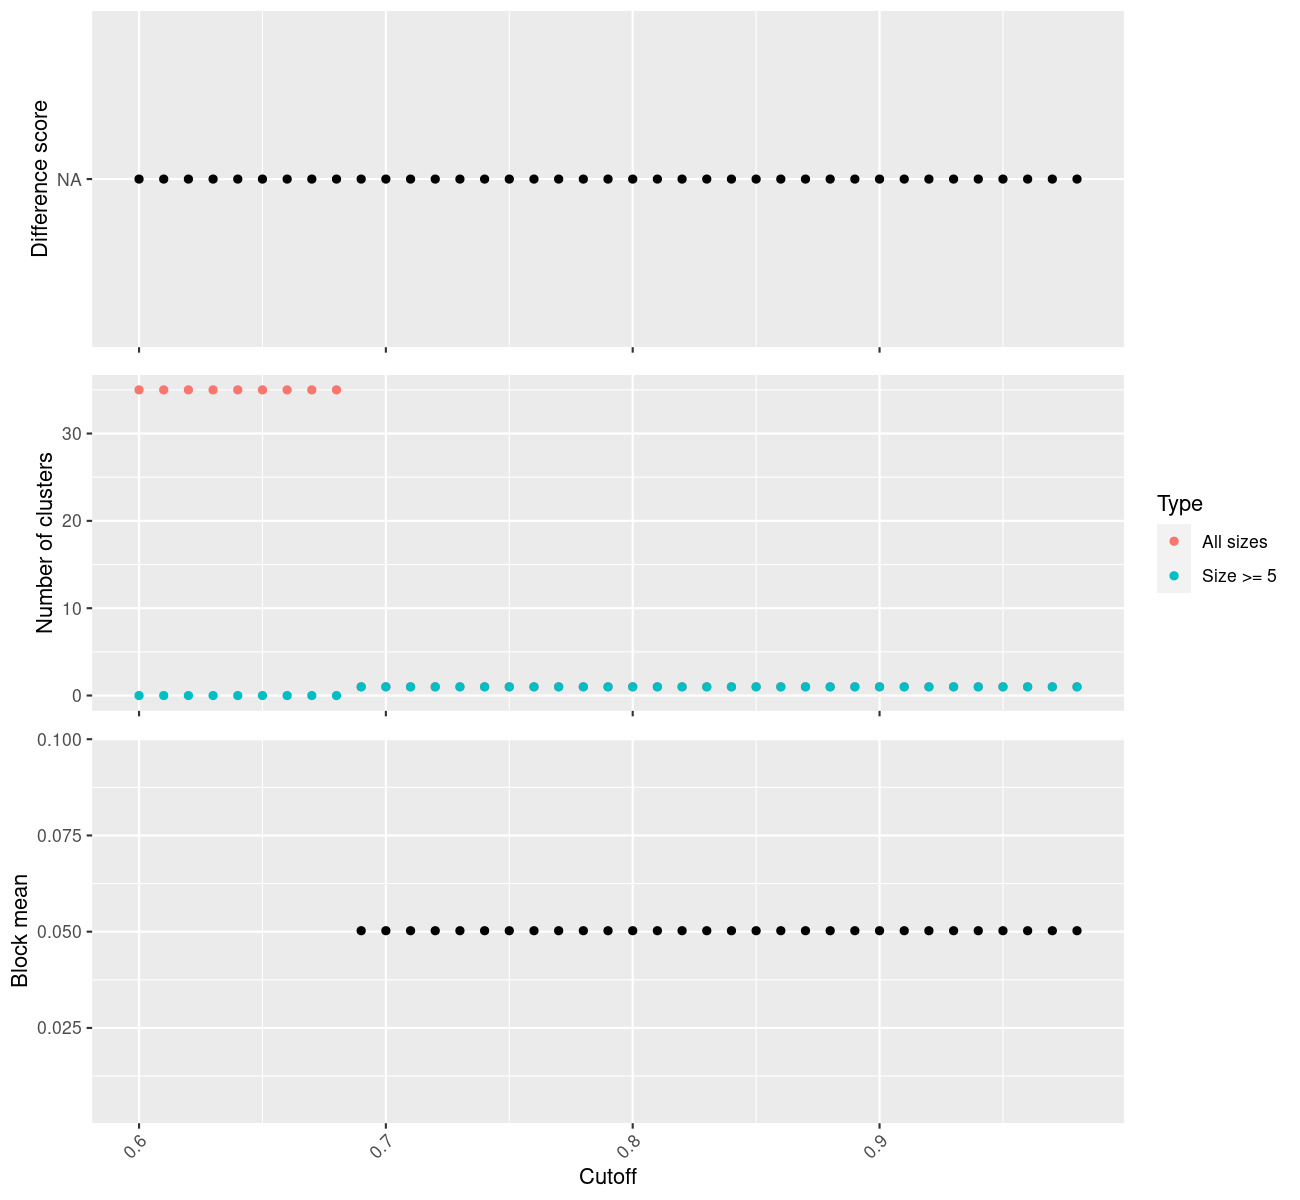 Difference score
NA
Number of clusters
30
20
10
0
Type
All sizes
Size >= 5
Block mean
0.100
0.075
0.050
0.025
0.6 0.7 0.8 0.9
Cutoff